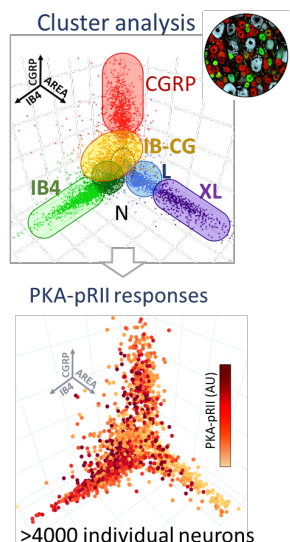 Cluster analysis
CGRP
AREA
IB4
CGRP
IB-CG
IB4
L
XL
N
PKA-pRII responses
CGRP
AREA
IB4
PKA-pRII (AU)
>4000 individual neurons